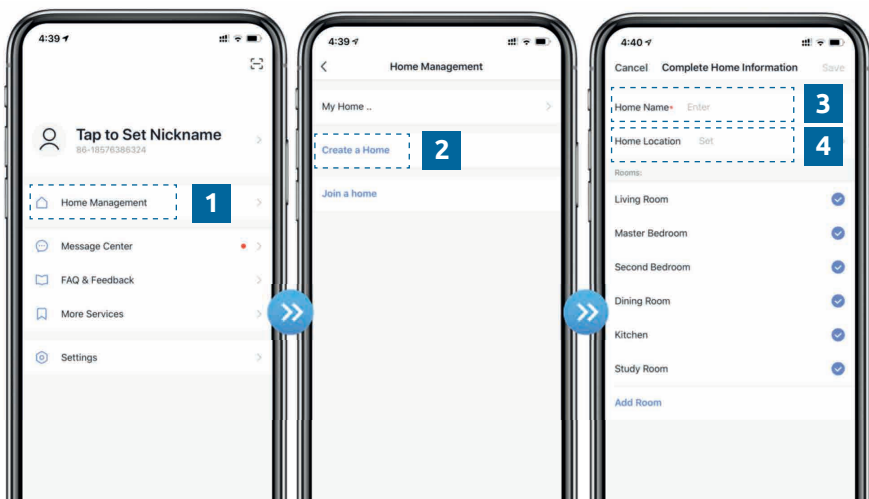 4:39
Tap to Set Nickname
86-18576386324
Home Management
1
Message Center
FAQ & Feedback
More Services
Settings
4:39
Home Management
My Home ..
Create a Home
2
Join a home
4:40
Cancel Complete Home Information Save
Home Name* Enter
3
Home Location Set
4
Rooms:
Living Room
Master Bedroom
Second Bedroom
Dining Room
Kitchen
Study Room
Add Room